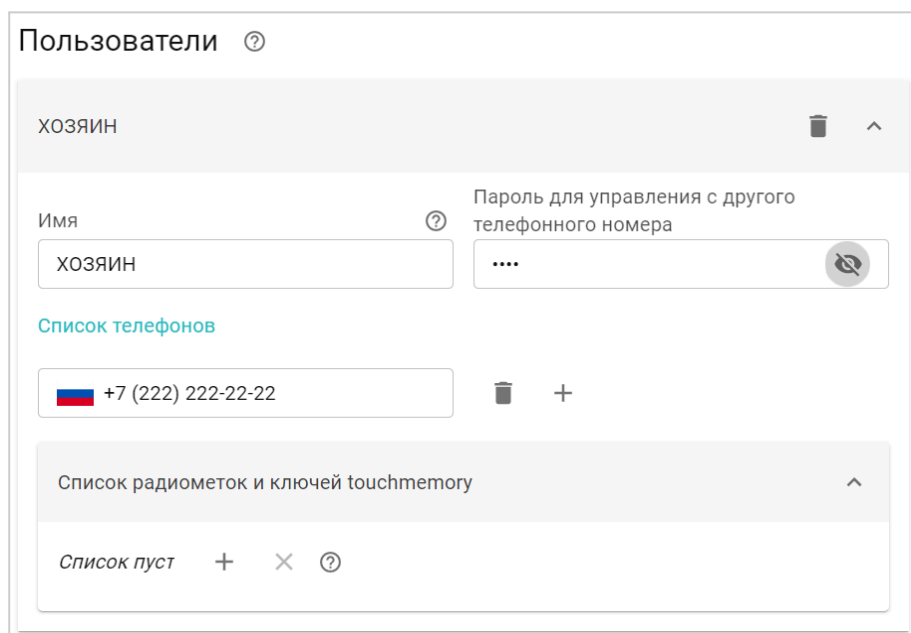 Пользователи
ХОЗЯИН
Имя
Пароль для управления с другого
телефонного номера
ХОЗЯИН
••••
Список телефонов
+7 (222) 222-22-22
Список радиометок и ключей touchmemory
Список пуст